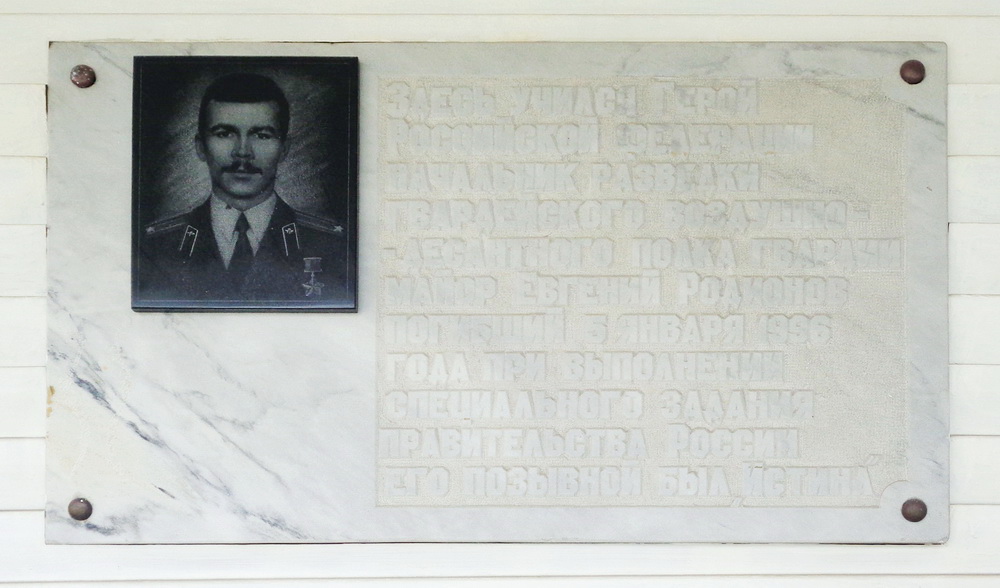 Здесь учился Герой
Российской Федерации
начальник разведки
гвардейского воздушно-
-десантного полка гвардии
майор Евгений Родионов
погибший 5 января 1996
года при выполнении
специального задания
правительства России
Его позывной был „Истина"